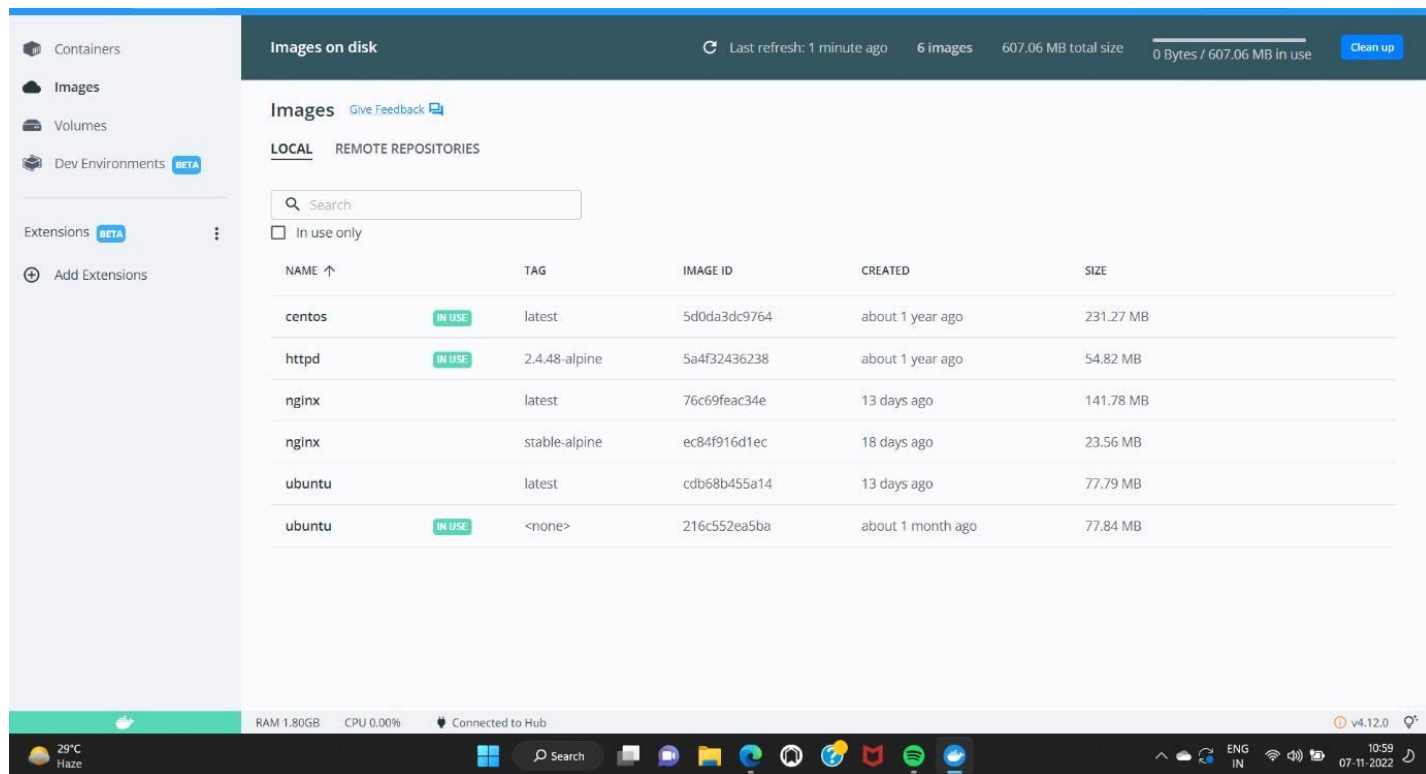 Containers
Images
Volumes
Dev Environments BETA
Extensions BETA
Add Extensions
Images on disk Last refresh: 1 minute ago 6 images 607.06 MB total size 0 Bytes / 607.06 MB in use Clean up
Images Give Feedback
LOCAL REMOTE REPOSITORIES
Search
In use only
NAME TAG IMAGE ID CREATED SIZE
centos IN USE latest 5d0da3dc9764 about 1 year ago 231.27 MB
httpd IN USE 2.4.48-alpine 5a4f32436238 about 1 year ago 54.82 MB
nginx latest 76c69feac34e 13 days ago 141.78 MB
nginx stable-alpine ec84f916d1ec 18 days ago 23.56 MB
ubuntu latest cdb68b455a14 13 days ago 77.79 MB
ubuntu IN USE <none> 216c552ea5ba about 1 month ago 77.84 MB
RAM 1.80GB CPU 0.00% Connected to Hub v4.12.0
29°C
Haze
Search
ENG
IN
10:59
07-11-2022